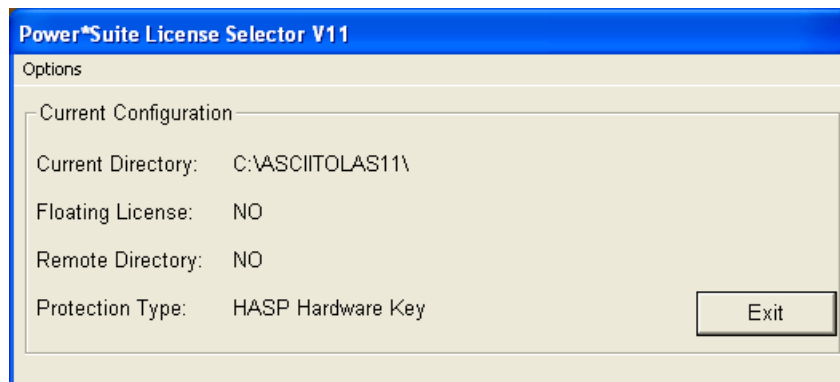 Power*Suite License Selector V11
Options
Current Configuration
Current Directory: C:\ASCIITOLAS11\
Floating License: NO
Remote Directory: NO
Protection Type: HASP Hardware Key
Exit